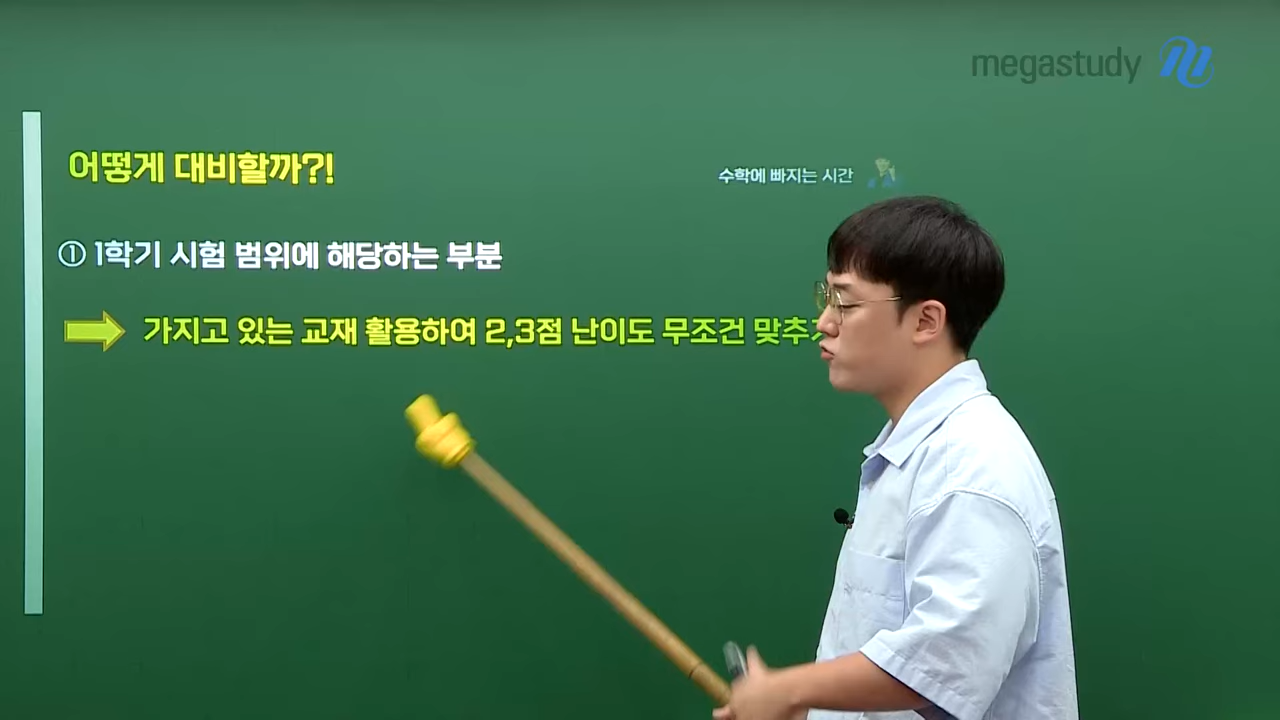 megastudy
어떻게 대비할까?!
수학에 빠지는 시간
① 1학기 시험 범위에 해당하는 부분
가지고 있는 교재 활용하여 2,3점 난이도 무조건 맞추